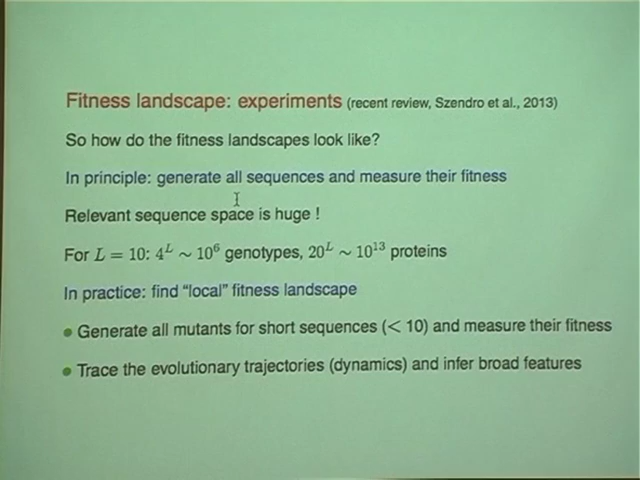 Fitness landscape: experiments (recent review, Szendro et al., 2013)
So how do the fitness landscapes look like?
In principle: generate all sequences and measure their fitness
Relevant sequence space is huge !
For L = 10: 4^L ∼ 10^6 genotypes, 20^L ∼ 10^13 proteins
In practice: find “local” fitness landscape
• Generate all mutants for short sequences (< 10) and measure their fitness
• Trace the evolutionary trajectories (dynamics) and infer broad features